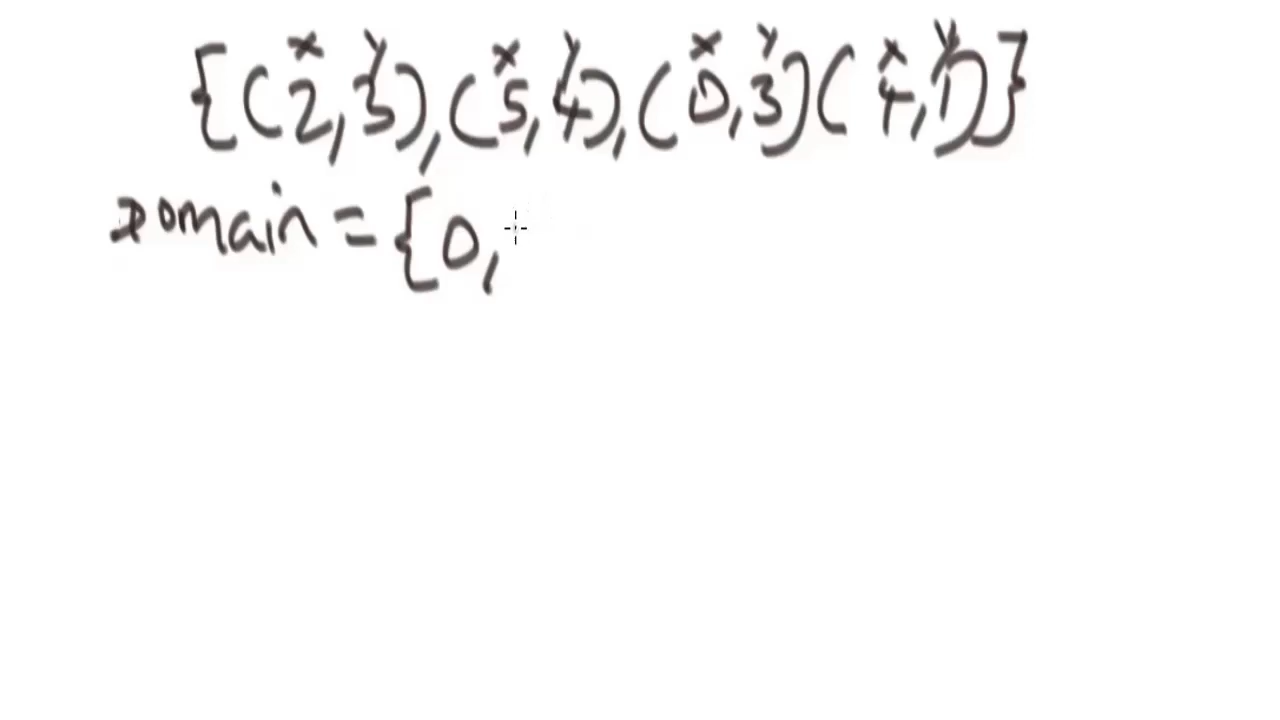 x y x y x y x y
{(2,3),(5,4),(0,3)(4,1)}
Domain = {0,